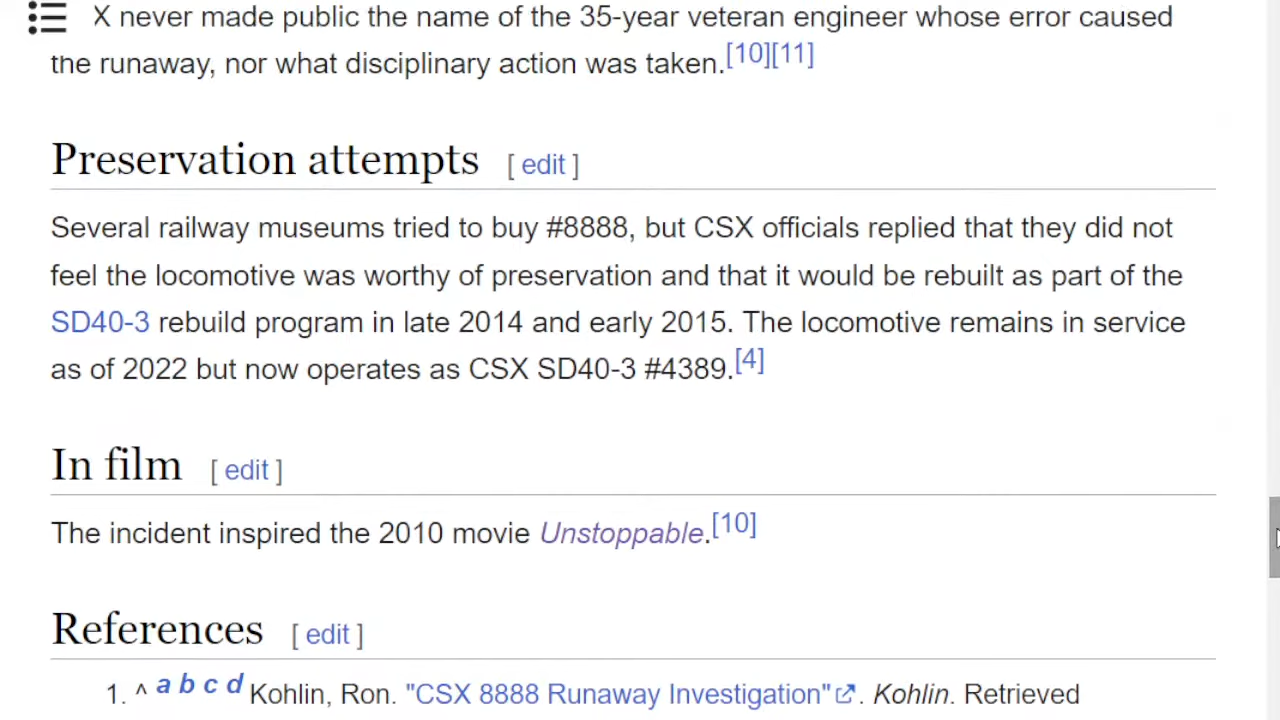 X never made public the name of the 35-year veteran engineer whose error caused
the runaway, nor what disciplinary action was taken.[10][11]
Preservation attempts [ edit ]
Several railway museums tried to buy #8888, but CSX officials replied that they did not
feel the locomotive was worthy of preservation and that it would be rebuilt as part of the
SD40-3 rebuild program in late 2014 and early 2015. The locomotive remains in service
as of 2022 but now operates as CSX SD40-3 #4389.[4]
In film [ edit ]
The incident inspired the 2010 movie Unstoppable.[10]
References [ edit ]
1. ^ a b c d Kohlin, Ron. "CSX 8888 Runaway Investigation". Kohlin. Retrieved